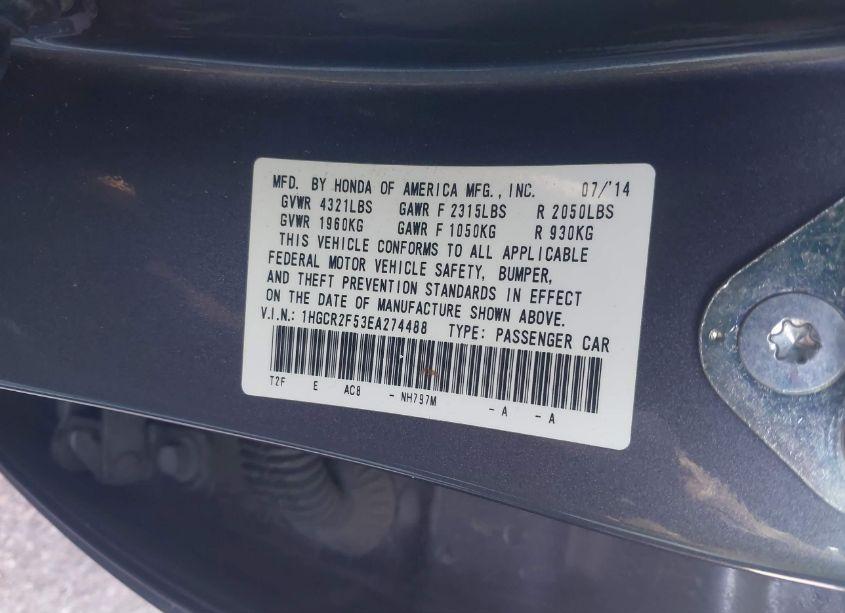 MFD. BY HONDA OF AMERICA MFG., INC. 07/'14
GVWR 4321LBS GAWR F 2315LBS R 2050LBS
GVWR 1960KG GAWR F 1050KG R 930KG
THIS VEHICLE CONFORMS TO ALL APPLICABLE
FEDERAL MOTOR VEHICLE SAFETY, BUMPER,
AND THEFT PREVENTION STANDARDS IN EFFECT
ON THE DATE OF MANUFACTURE SHOWN ABOVE.
V.I.N.: 1HGCR2F53EA274488 TYPE: PASSENGER CAR
T2F E AC8 - NH797M - A - A